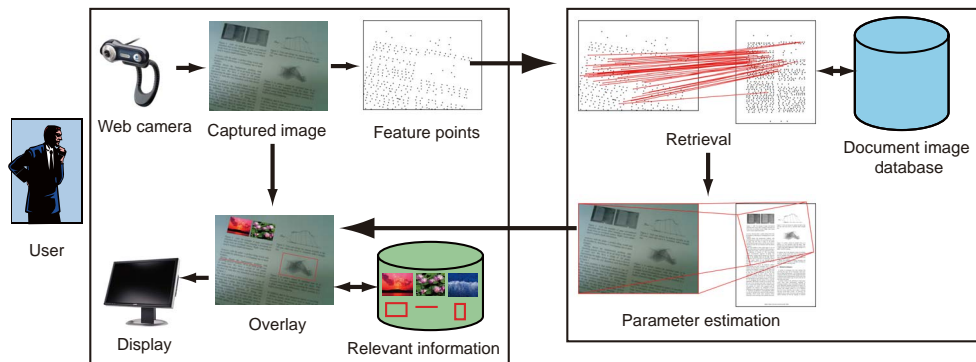 Web camera
Captured image
Feature points
Retrieval
Document image
database
User
Display
Overlay
Relevant information
Parameter estimation